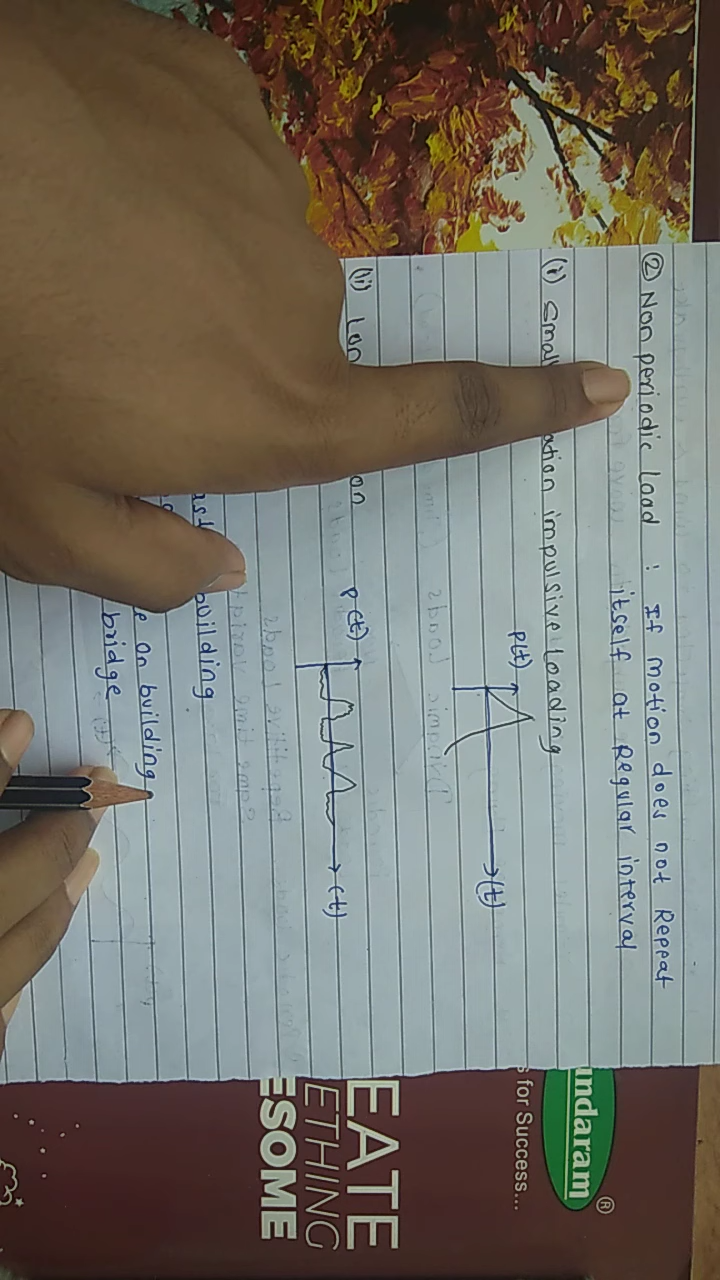 ② Non periodic Load : If motion does not Repeat
itself at Regular interval
(i) Small ation impulsive Loading
p(t)
(t)
(ii) Lon on
P(t)
(t)
building
on building
bridge
undaram ®
for Success...
EATE
ETHING
ESOME